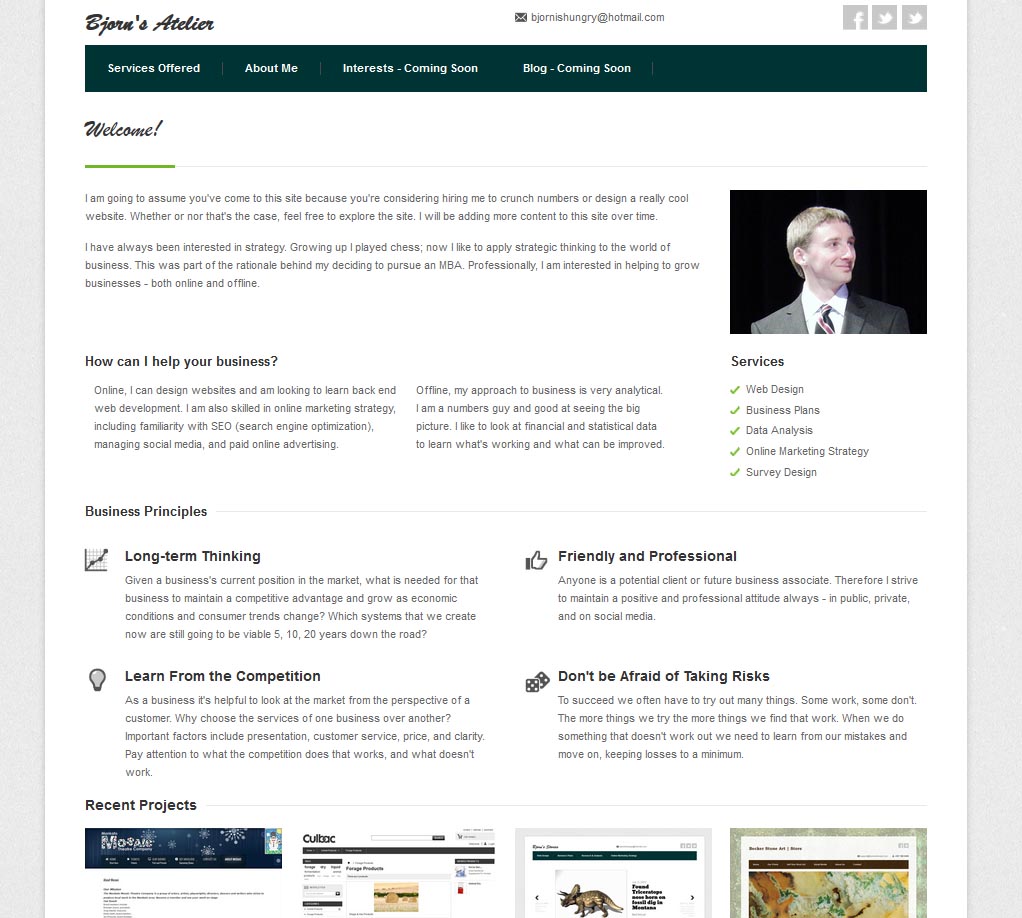 Bjorn's Atelier
bjornishungry@hotmail.com
Services Offered
About Me
Interests - Coming Soon
Blog - Coming Soon
Welcome!
I am going to assume you've come to this site because you're considering hiring me to crunch numbers or design a really cool
website. Whether or nor that's the case, feel free to explore the site. I will be adding more content to this site over time.
I have always been interested in strategy. Growing up I played chess; now I like to apply strategic thinking to the world of
business. This was part of the rationale behind my deciding to pursue an MBA. Professionally, I am interested in helping to grow
businesses - both online and offline.
How can I help your business?
Online, I can design websites and am looking to learn back end
web development. I am also skilled in online marketing strategy,
including familiarity with SEO (search engine optimization),
managing social media, and paid online advertising.
Offline, my approach to business is very analytical.
I am a numbers guy and good at seeing the big
picture. I like to look at financial and statistical data
to learn what's working and what can be improved.
Services
Web Design
Business Plans
Data Analysis
Online Marketing Strategy
Survey Design
Business Principles
Long-term Thinking
Given a business's current position in the market, what is needed for that
business to maintain a competitive advantage and grow as economic
conditions and consumer trends change? Which systems that we create
now are still going to be viable 5, 10, 20 years down the road?
Friendly and Professional
Anyone is a potential client or future business associate. Therefore I strive
to maintain a positive and professional attitude always - in public, private,
and on social media.
Learn From the Competition
As a business it's helpful to look at the market from the perspective of a
customer. Why choose the services of one business over another?
Important factors include presentation, customer service, price, and clarity.
Pay attention to what the competition does that works, and what doesn't
work.
Don't be Afraid of Taking Risks
To succeed we often have to try out many things. Some work, some don't.
The more things we try the more things we find that work. When we do
something that doesn't work out we need to learn from our mistakes and
move on, keeping losses to a minimum.
Recent Projects
Mosaic
Theatre Company
Cultac
Forage Products
Found
Triceratops
nose horn on
fossil dig in
Montana
Becker Stone Art | Store